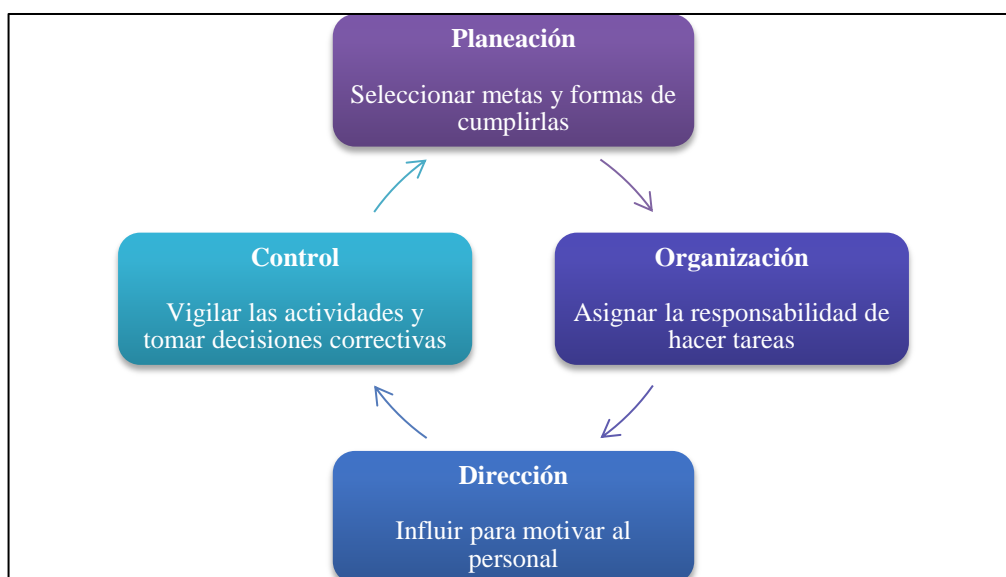 Planeación
Seleccionar metas y formas de
cumplirlas
Control
Vigilar las actividades y
tomar decisiones correctivas
Organización
Asignar la responsabilidad de
hacer tareas
Dirección
Influir para motivar al
personal